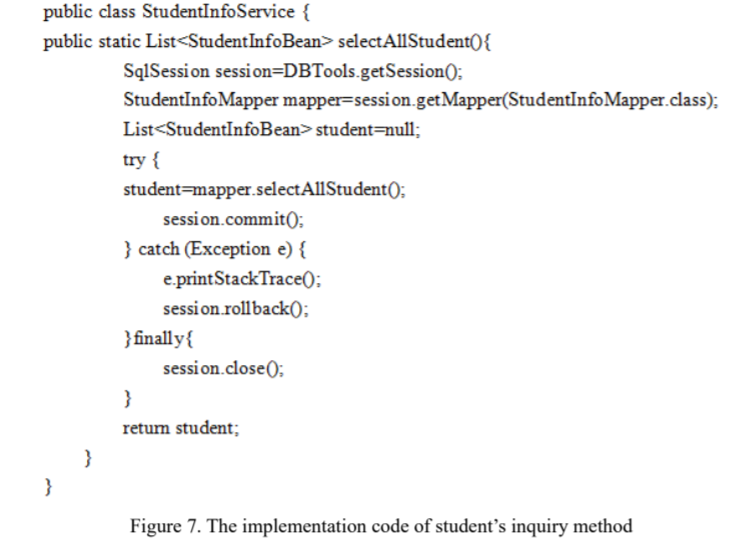 public class StudentInfoService {
public static List<StudentInfoBean> selectAllStudent(){
SqlSession session=DBTools.getSession();
StudentInfoMapper mapper=session.getMapper(StudentInfoMapper.class);
List<StudentInfoBean> student=null;
try {
student=mapper.selectAllStudent();
session.commit();
} catch (Exception e) {
e.printStackTrace();
session.rollback();
}finally{
session.close();
}
return student;
}
}
Figure 7. The implementation code of student’s inquiry method